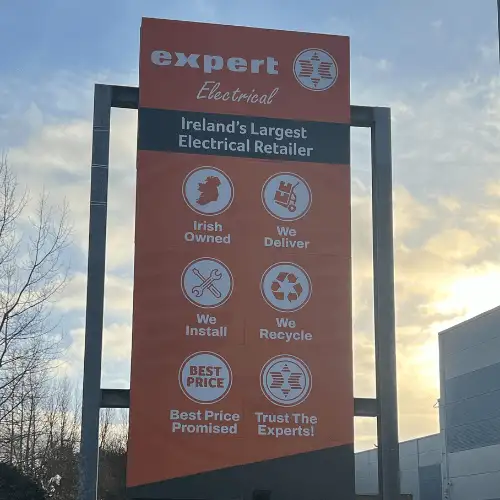 expert
Electrical
Ireland's Largest
Electrical Retailer
Irish
Owned
We
Deliver
We
Install
We
Recycle
BEST
PRICE
Best Price
Promised
Trust The
Experts!